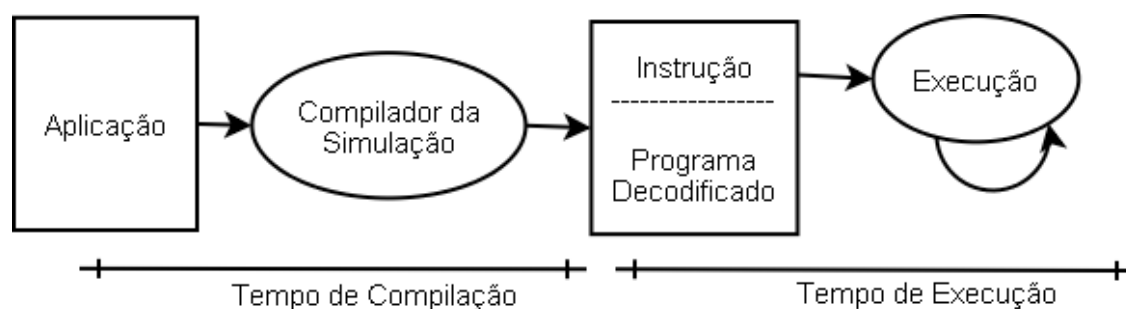 Aplicação
Compilador da
Simulação
Instrução
------------------
Programa
Decodificado
Execução
Tempo de Compilação
Tempo de Execução